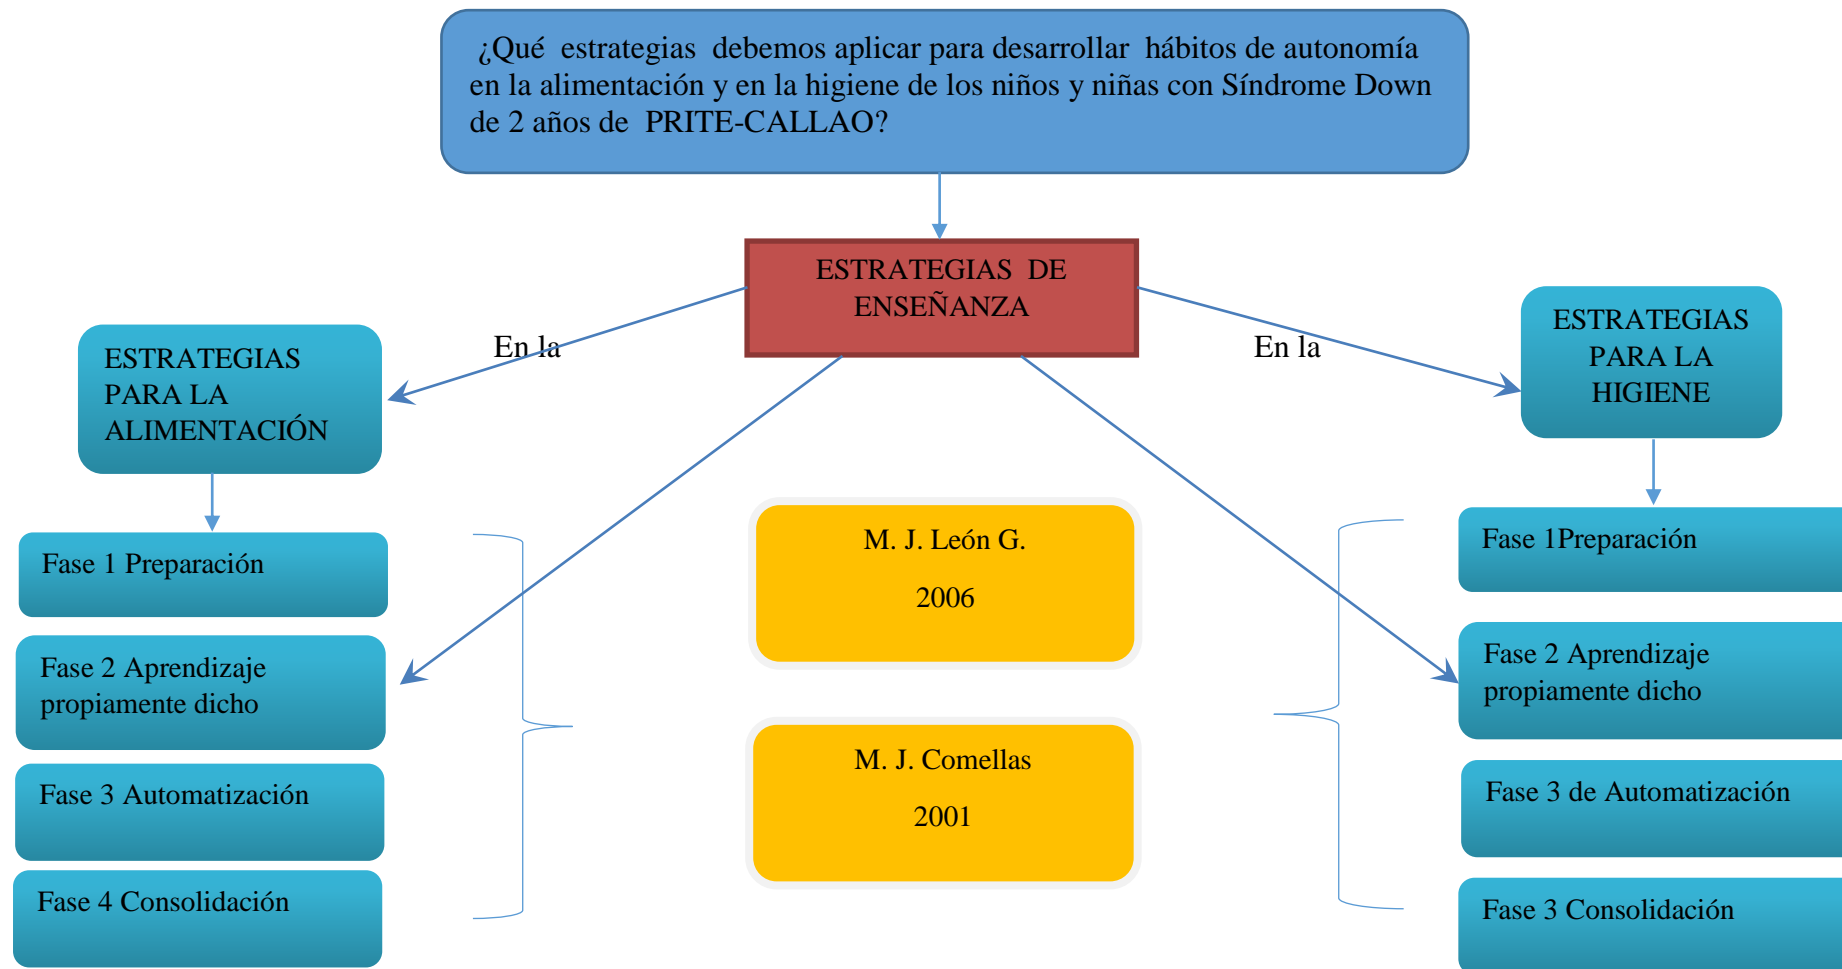 ¿Qué estrategias debemos aplicar para desarrollar hábitos de autonomía
en la alimentación y en la higiene de los niños y niñas con Síndrome Down
de 2 años de PRITE-CALLAO?
ESTRATEGIAS DE
ENSEÑANZA
En la
En la
ESTRATEGIAS
PARA LA
ALIMENTACIÓN
Fase 1 Preparación
Fase 2 Aprendizaje
propiamente dicho
Fase 3 Automatización
Fase 4 Consolidación
M. J. León G.
2006
M. J. Comellas
2001
ESTRATEGIAS
PARA LA
HIGIENE
Fase 1Preparación
Fase 2 Aprendizaje
propiamente dicho
Fase 3 de Automatización
Fase 3 Consolidación